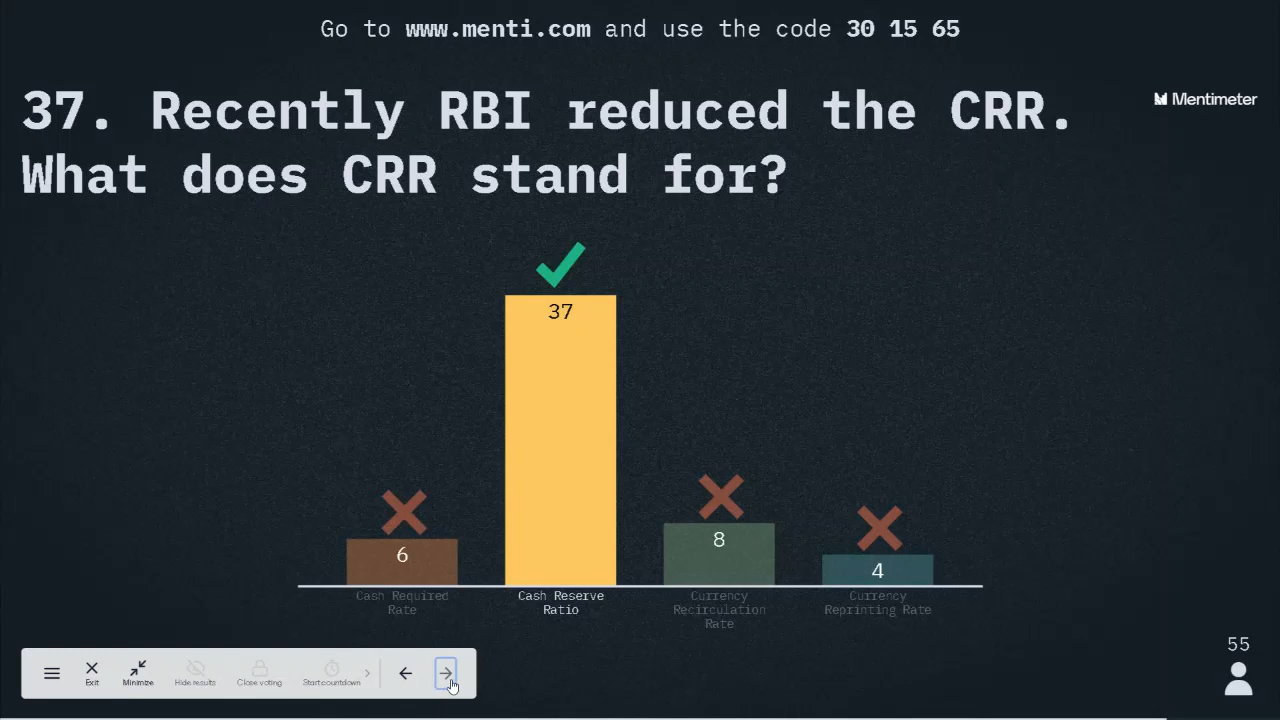 Go to www.menti.com and use the code 30 15 65
37. Recently RBI reduced the CRR.
What does CRR stand for?
Mentimeter
37
6
8
4
Cash Required
Rate
Cash Reserve
Ratio
Currency
Recirculation
Rate
Currency
Reprinting Rate
55
Exit
Minimize
Hide results
Close voting
Start countdown